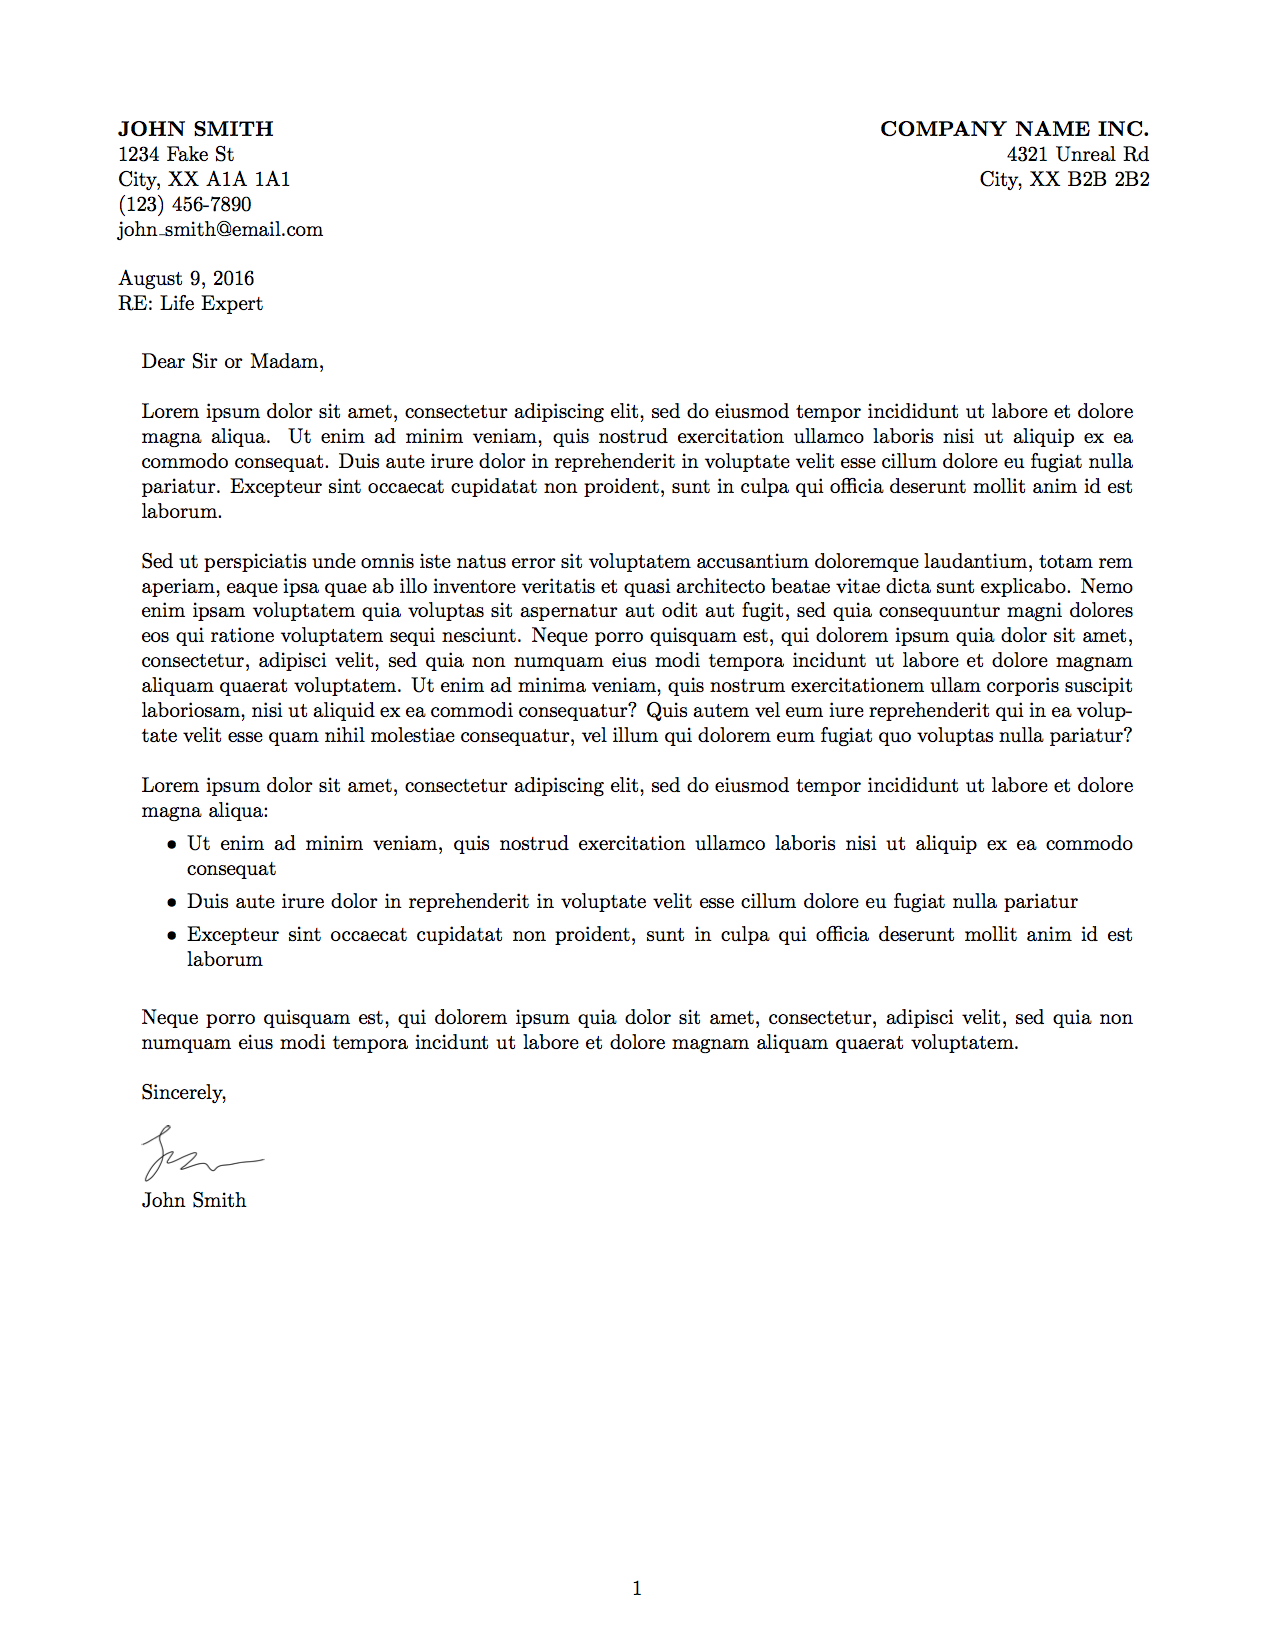 JOHN SMITH
COMPANY NAME INC.
1234 Fake St
4321 Unreal Rd
City, XX A1A 1A1
City, XX B2B 2B2
(123) 456-7890
john_smith@email.com
August 9, 2016
RE: Life Expert
Dear Sir or Madam,
Lorem ipsum dolor sit amet, consectetur adipiscing elit, sed do eiusmod tempor incididunt ut labore et dolore
magna aliqua. Ut enim ad minim veniam, quis nostrud exercitation ullamco laboris nisi ut aliquip ex ea
commodo consequat. Duis aute irure dolor in reprehenderit in voluptate velit esse cillum dolore eu fugiat nulla
pariatur. Excepteur sint occaecat cupidatat non proident, sunt in culpa qui officia deserunt mollit anim id est
laborum.
Sed ut perspiciatis unde omnis iste natus error sit voluptatem accusantium doloremque laudantium, totam rem
aperiam, eaque ipsa quae ab illo inventore veritatis et quasi architecto beatae vitae dicta sunt explicabo. Nemo
enim ipsam voluptatem quia voluptas sit aspernatur aut odit aut fugit, sed quia consequuntur magni dolores
eos qui ratione voluptatem sequi nesciunt. Neque porro quisquam est, qui dolorem ipsum quia dolor sit amet,
consectetur, adipisci velit, sed quia non numquam eius modi tempora incidunt ut labore et dolore magnam
aliquam quaerat voluptatem. Ut enim ad minima veniam, quis nostrum exercitationem ullam corporis suscipit
laboriosam, nisi ut aliquid ex ea commodi consequatur? Quis autem vel eum iure reprehenderit qui in ea volup-
tate velit esse quam nihil molestiae consequatur, vel illum qui dolorem eum fugiat quo voluptas nulla pariatur?
Lorem ipsum dolor sit amet, consectetur adipiscing elit, sed do eiusmod tempor incididunt ut labore et dolore
magna aliqua:
• Ut enim ad minim veniam, quis nostrud exercitation ullamco laboris nisi ut aliquip ex ea commodo
consequat
• Duis aute irure dolor in reprehenderit in voluptate velit esse cillum dolore eu fugiat nulla pariatur
• Excepteur sint occaecat cupidatat non proident, sunt in culpa qui officia deserunt mollit anim id est
laborum
Neque porro quisquam est, qui dolorem ipsum quia dolor sit amet, consectetur, adipisci velit, sed quia non
numquam eius modi tempora incidunt ut labore et dolore magnam aliquam quaerat voluptatem.
Sincerely,
John Smith
1